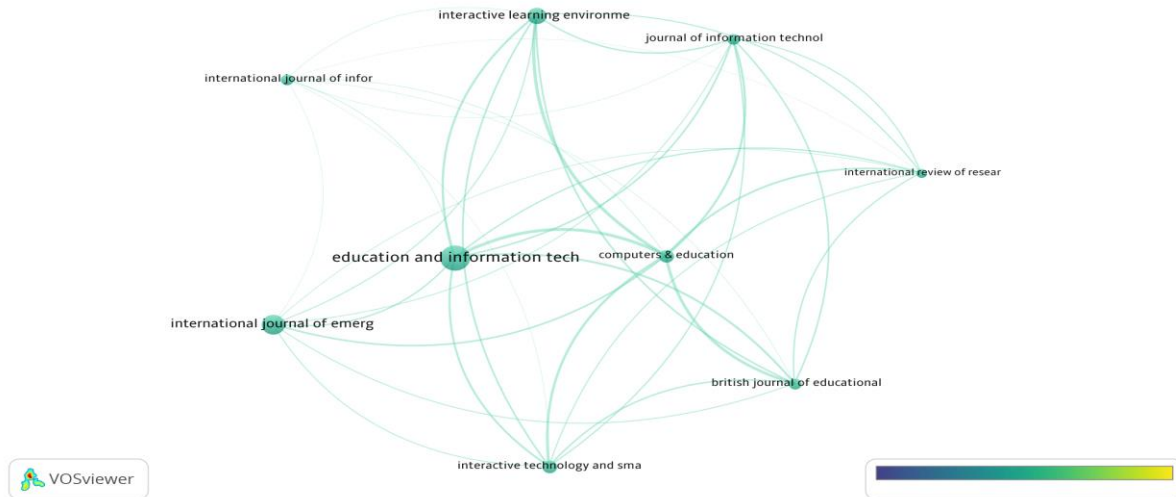 interactive learning environme
journal of information technol
international journal of infor
international review of resear
education and information tech
computers & education
international journal of emerg
british journal of educational
interactive technology and sma
VOSviewer